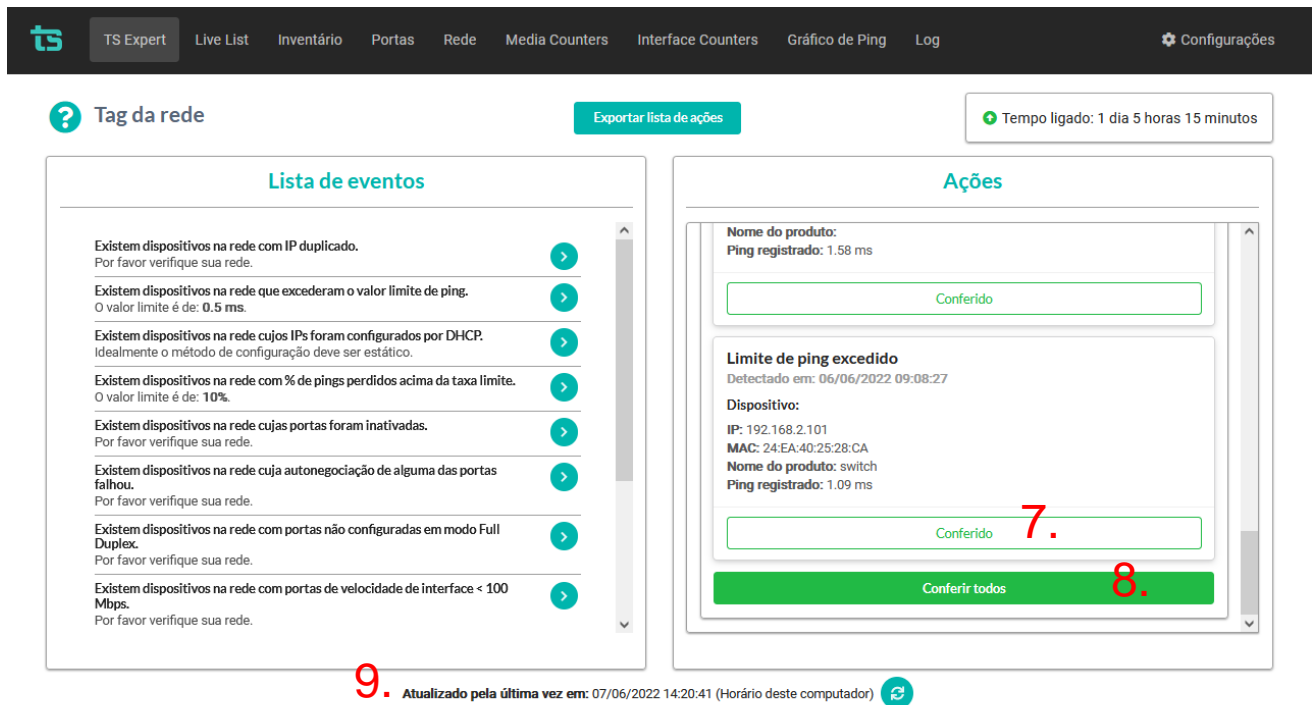 ts TS Expert Live List Inventário Portas Rede Media Counters Interface Counters Gráfico de Ping Log Configurações
? Tag da rede
Exportar lista de ações
Tempo ligado: 1 dia 5 horas 15 minutos
Lista de eventos
Existem dispositivos na rede com IP duplicado.
Por favor verifique sua rede.
Existem dispositivos na rede que excederam o valor limite de ping.
O valor limite é de: 0.5 ms.
Existem dispositivos na rede cujos IPs foram configurados por DHCP.
Idealmente o método de configuração deve ser estático.
Existem dispositivos na rede com % de pings perdidos acima da taxa limite.
O valor limite é de: 10%.
Existem dispositivos na rede cujas portas foram inativadas.
Por favor verifique sua rede.
Existem dispositivos na rede cuja autonegociação de alguma das portas
falhou.
Por favor verifique sua rede.
Existem dispositivos na rede com portas não configuradas em modo Full
Duplex.
Por favor verifique sua rede.
Existem dispositivos na rede com portas de velocidade de interface < 100
Mbps.
Por favor verifique sua rede.
Ações
Nome do produto:
Ping registrado: 1.58 ms
Conferido
Limite de ping excedido
Detectado em: 06/06/2022 09:08:27
Dispositivo:
IP: 192.168.2.101
MAC: 24:EA:40:25:28:CA
Nome do produto: switch
Ping registrado: 1.09 ms
Conferido 7.
Conferir todos 8.
9. Atualizado pela última vez em: 07/06/2022 14:20:41 (Horário deste computador)